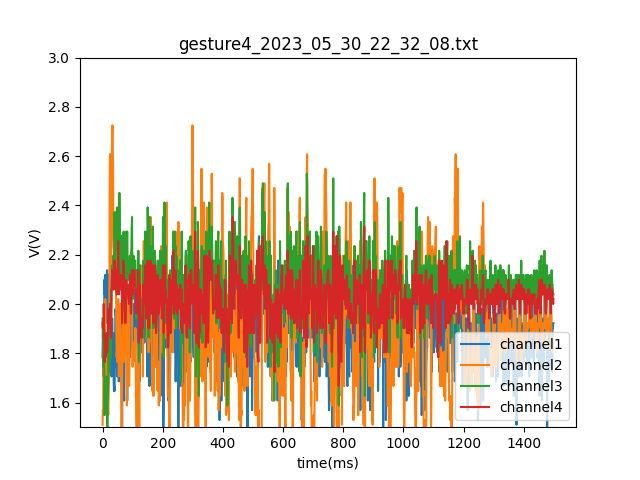 gesture4_2023_05_30_22_32_08.txt
3.0
2.8
2.6
2.4
2.2
2.0
1.8
1.6
V(V)
channel1
channel2
channel3
channel4
0 200 400 600 800 1000 1200 1400
time(ms)